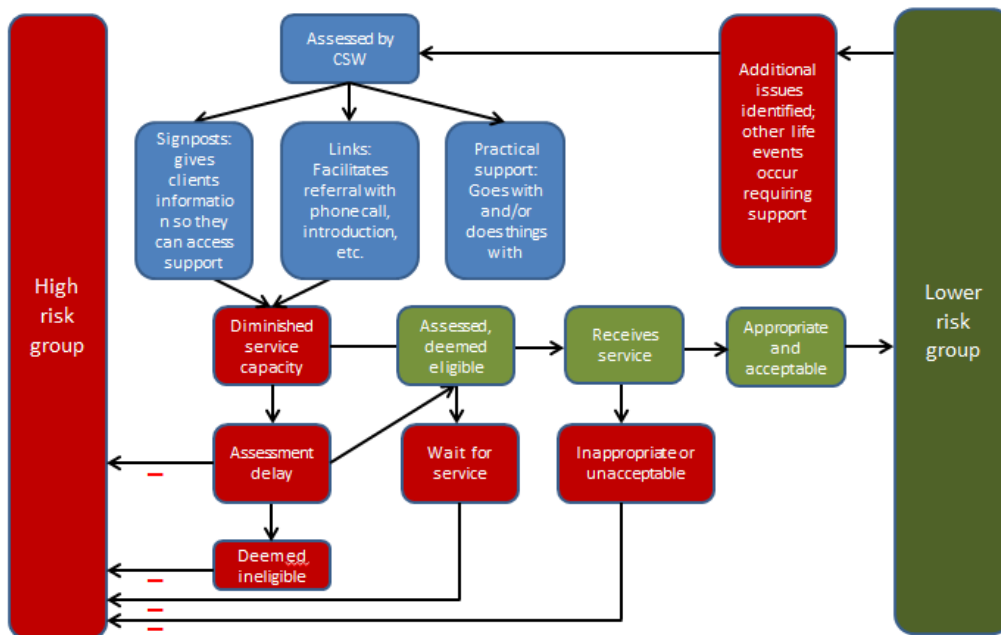 Assessed by
CSW
Additional
issues
identified;
other life
events
occur
requiring
support
Signposts:
gives
clients
informatio
n so they
can access
support
Links:
Facilitates
referral with
phone call,
introduction,
etc.
Practical
support:
Goes with
and/or
does things
with
High
risk
group
Lower
risk
group
Diminished
service
capacity
Assessed,
deemed
eligible
Receives
service
Appropriate
and
acceptable
Assessment
delay
Wait for
service
Inappropriate or
unacceptable
Deemed
ineligible